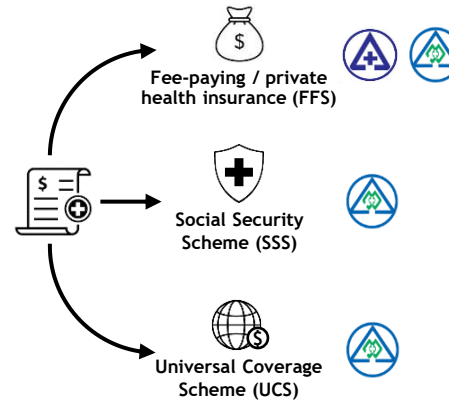 $
Fee-paying / private
health insurance (FFS)
$
Social Security
Scheme (SSS)
$
Universal Coverage
Scheme (UCS)